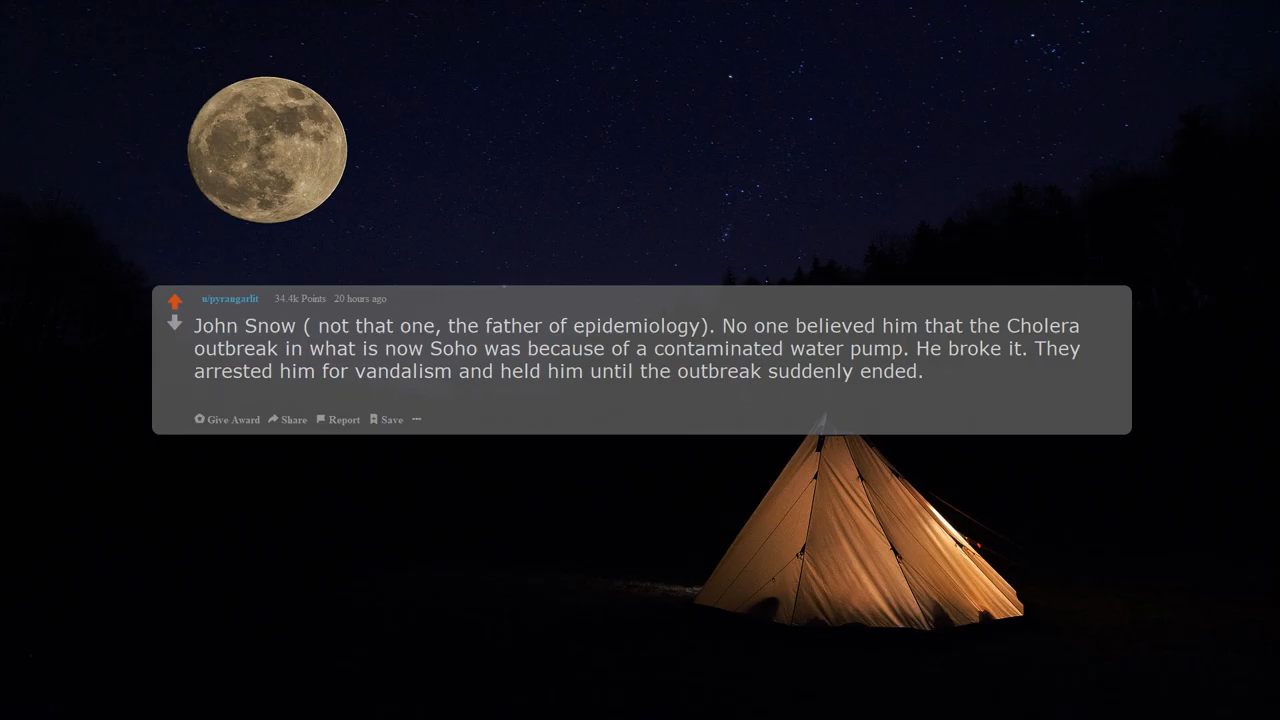 u/pyrangarlit 34.4k Points 20 hours ago
John Snow ( not that one, the father of epidemiology). No one believed him that the Cholera
outbreak in what is now Soho was because of a contaminated water pump. He broke it. They
arrested him for vandalism and held him until the outbreak suddenly ended.
Give Award Share Report Save ···